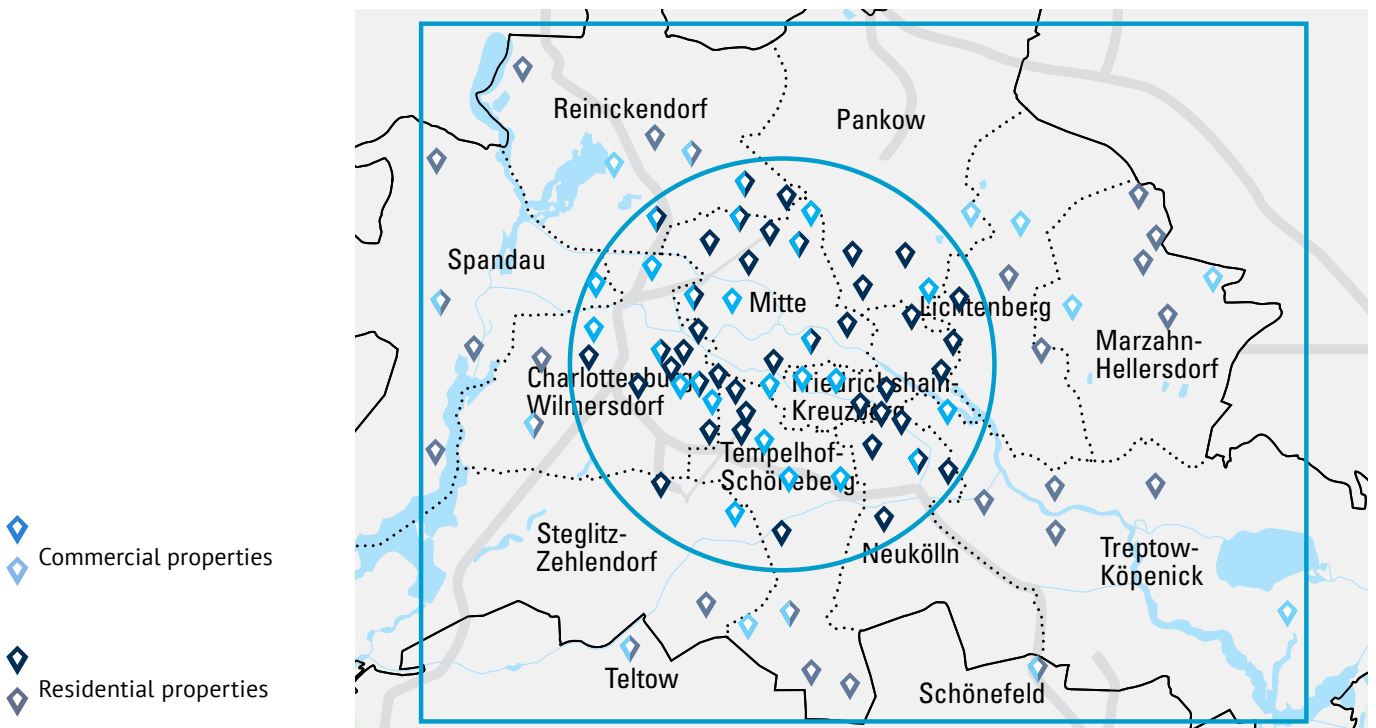 Reinickendorf
Pankow
Spandau
Mitte
Lichtenberg
Marzahn-
Hellersdorf
Charlottenburg
Wilmersdorf
Friedrichshain-
Kreuzberg
Tempelhof-
Schöneberg
Steglitz-
Zehlendorf
Neukölln
Treptow-
Köpenick
Teltow
Schönefeld
Commercial properties
Residential properties